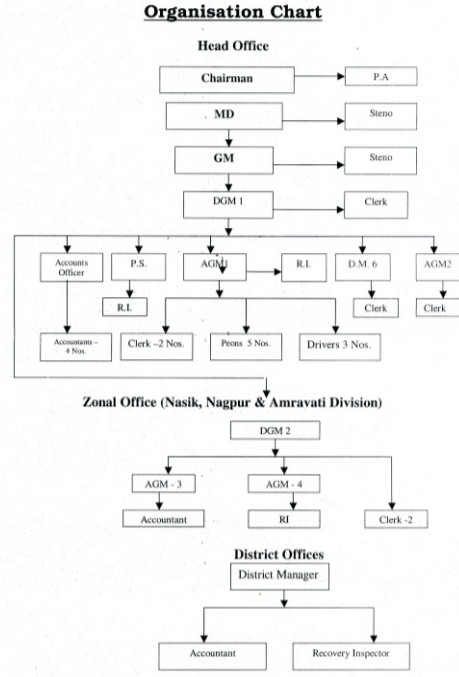 Organisation Chart
Head Office
Chairman
P.A
MD
Steno
GM
Steno
DGM 1
Clerk
Accounts
Officer
P.S.
AGM1
R.I.
D.M. 6
AGM2
R.I.
Clerk
Clerk
Accountants –
4 Nos.
Clerk –2 Nos.
Peons 5 Nos.
Drivers 3 Nos.
Zonal Office (Nasik, Nagpur & Amravati Division)
DGM 2
AGM - 3
AGM - 4
Accountant
RI
Clerk -2
District Offices
District Manager
Accountant
Recovery Inspector